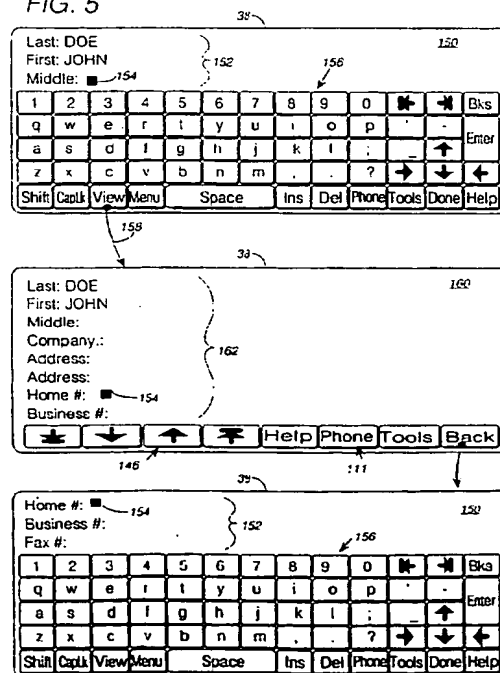 FIG. 5
38
Last: DOE
150
First: JOHN
152
Middle:
154
156
1 2 3 4 5 6 7 8 9 0 Bks
q w e r t y u i o p ' -
Enter
a s d f g h j k l ; _
z x c v b n m , . ?
Shift CapLk View Menu Space Ins Del Phone Tools Done Help
158
38
Last: DOE
160
First: JOHN
Middle:
Company.:
162
Address:
Address:
Home #:
154
Business #:
Help Phone Tools Back
146
111
38
Home #:
154
150
Business #:
152
Fax #:
156
1 2 3 4 5 6 7 8 9 0 Bks
q w e r t y u i o p ' -
Enter
a s d f g h j k l ; _
z x c v b n m , . ?
Shift CapLk View Menu Space Ins Del Phone Tools Done Help